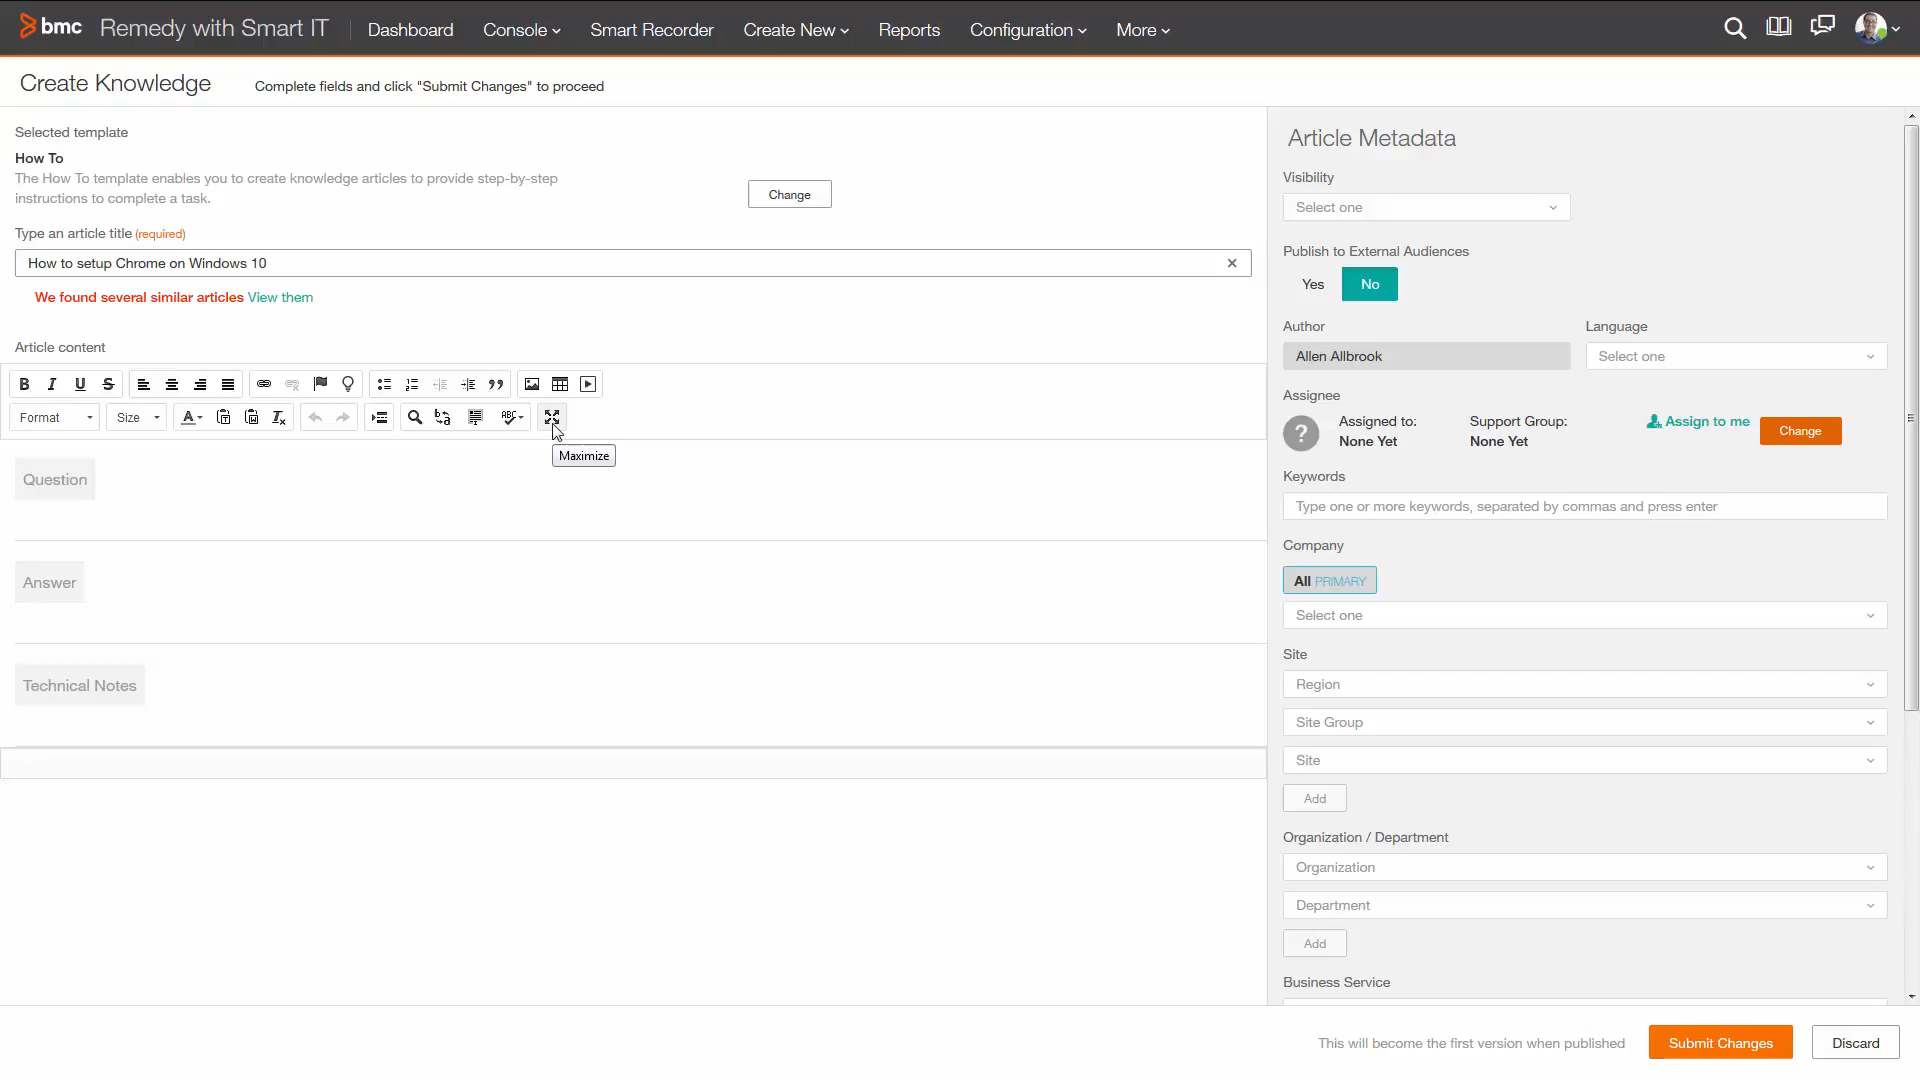 bmc Remedy with Smart IT Dashboard Console Smart Recorder Create New Reports Configuration More
Create Knowledge Complete fields and click "Submit Changes" to proceed
Selected template
How To
The How To template enables you to create knowledge articles to provide step-by-step
instructions to complete a task.
Change
Type an article title (required)
How to setup Chrome on Windows 10
We found several similar articles View them
Article content
B I U S
Format Size A ABC
Maximize
Question
Answer
Technical Notes
Article Metadata
Visibility
Select one
Publish to External Audiences
Yes No
Author Language
Allen Allbrook Select one
Assignee
? Assigned to: Support Group: Assign to me Change
None Yet None Yet
Keywords
Type one or more keywords, separated by commas and press enter
Company
All PRIMARY
Select one
Site
Region
Site Group
Site
Add
Organization / Department
Organization
Department
Add
Business Service
This will become the first version when published Submit Changes Discard